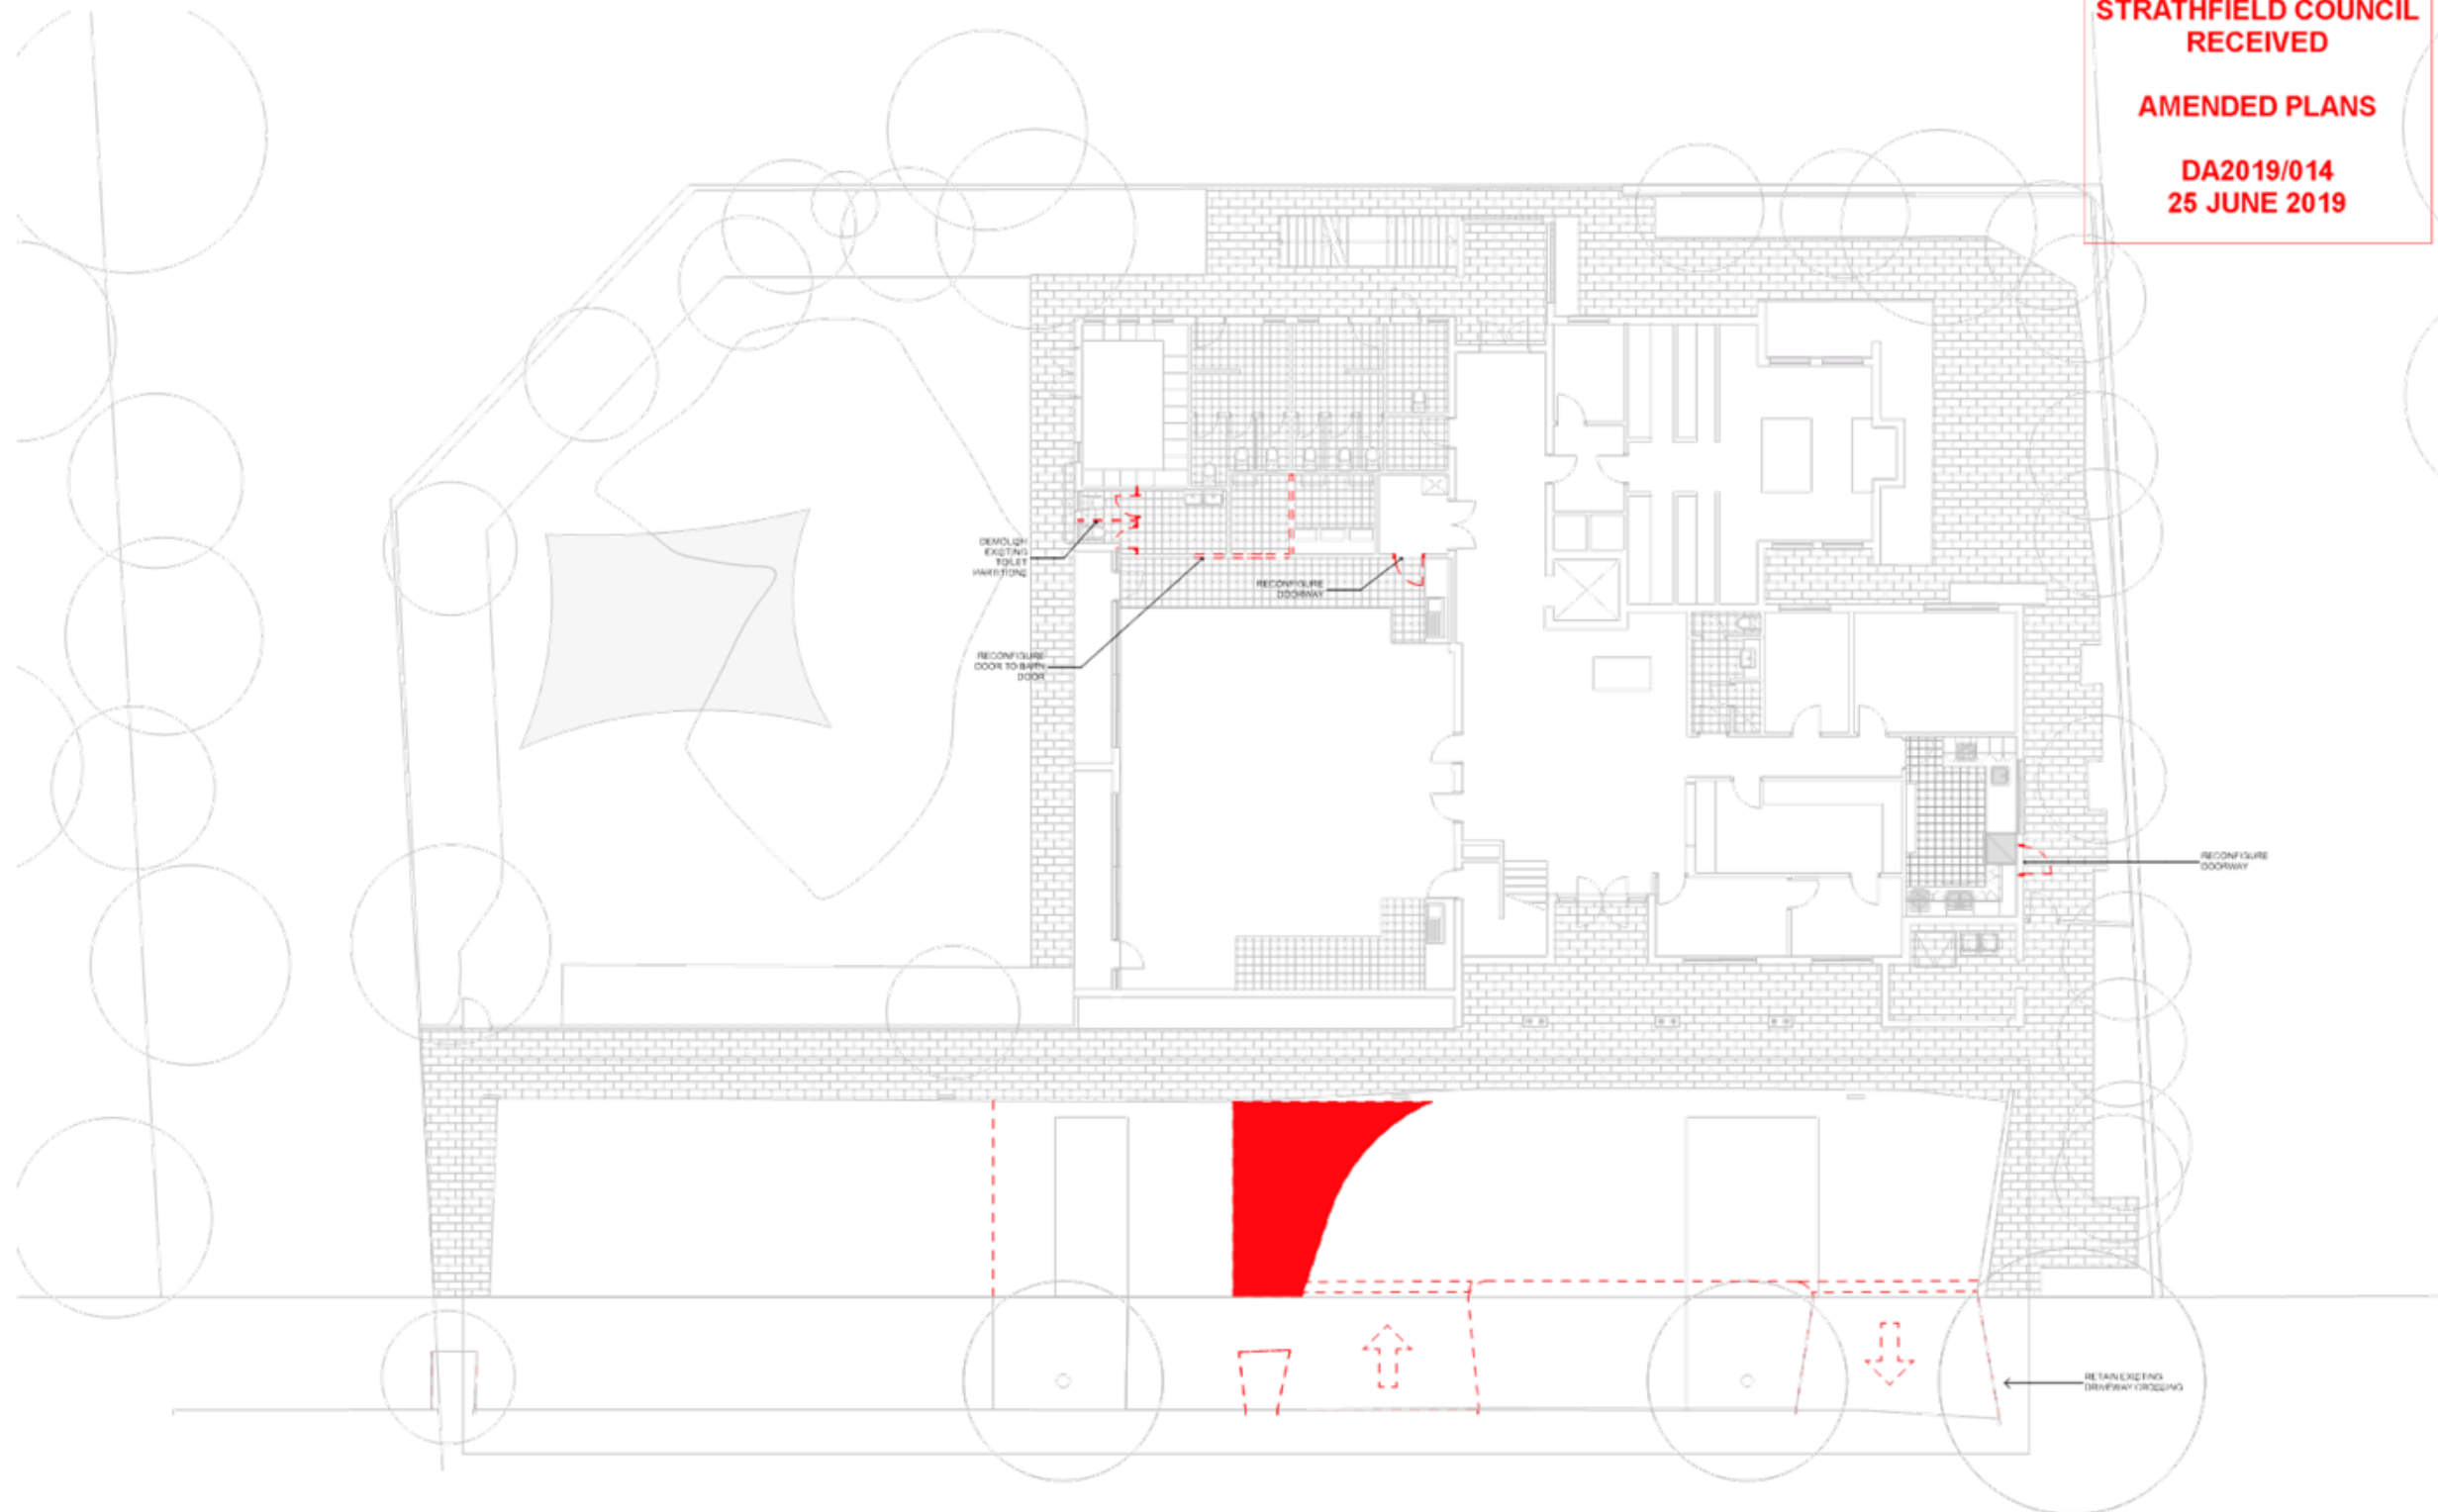 STRATHFIELD COUNCIL
RECEIVED
AMENDED PLANS
DA2019/014
25 JUNE 2019
DEMOLISH
EXISTING
TOILET
PARTITIONS
RECONFIGURE
DOORWAY
RECONFIGURE
DOOR TO BARN
DOOR
RECONFIGURE
DOORWAY
RETAIN EXISTING
DRIVEWAY CROSSING